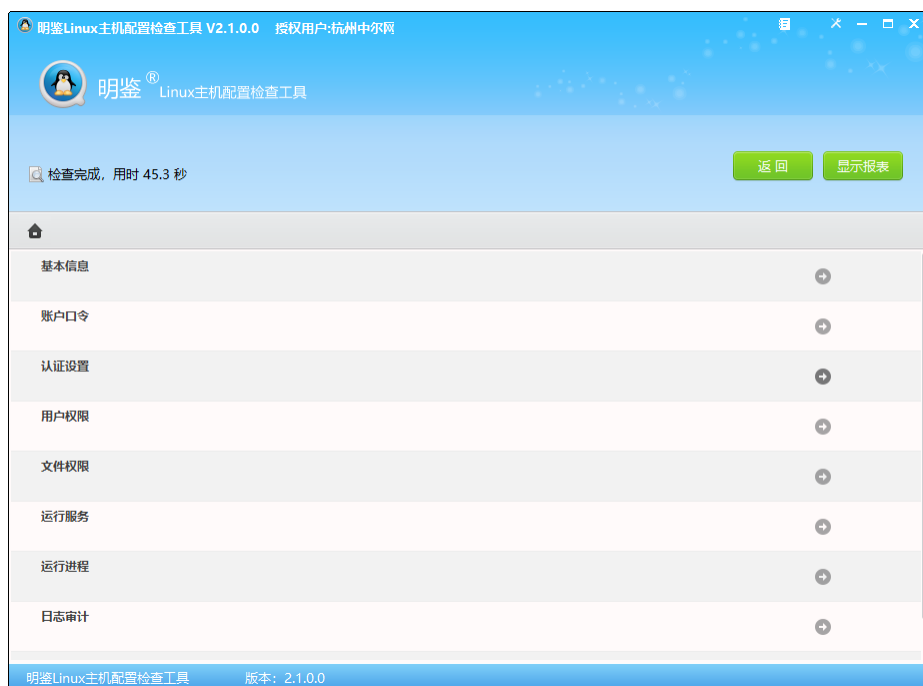 明鉴Linux主机配置检查工具 V2.1.0.0 授权用户:杭州中尔网
明鉴®Linux主机配置检查工具
检查完成，用时 45.3 秒
返 回
显示报表
基本信息
账户口令
认证设置
用户权限
文件权限
运行服务
运行进程
日志审计
明鉴Linux主机配置检查工具 版本：2.1.0.0